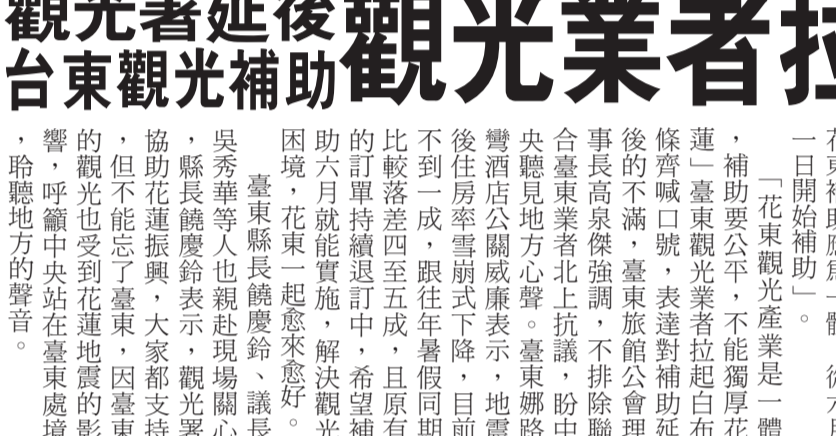 觀光業者拉
觀光署延後
台東觀光補助
一日開始補助」。
「花東觀光產業是一體
，補助要公平，不能獨厚花
蓮」臺東觀光業者拉起白布
條齊喊口號，表達對補助延
後的不滿，臺東旅館公會理
事長高泉傑強調，不排除聯
合臺東業者北上抗議，盼中
央聽見地方心聲。臺東娜路
彎酒店公關威廉表示，地震
後住房率雪崩式下降，目前
不到一成，跟往年暑假同期
比較落差四至五成，且原有
的訂單持續退訂中，希望補
助六月就能實施，解決觀光
困境，花東一起愈來愈好。
臺東縣長饒慶鈴、議長
吳秀華等人也親赴現場關心
，縣長饒慶鈴表示，觀光署
協助花蓮振興，大家都支持
，但不能忘了臺東，因臺東
的觀光也受到花蓮地震的影
響，呼籲中央站在臺東處境
，聆聽地方的聲音。